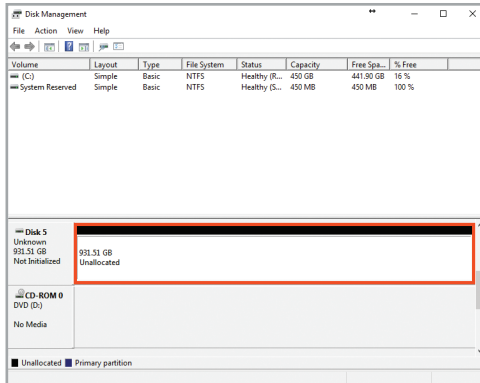 Disk Management
File Action View Help
Volume Layout Type File System Status Capacity Free Spa... % Free
(C:) Simple Basic NTFS Healthy (R... 450 GB 441.90 GB 16 %
System Reserved Simple Basic NTFS Healthy (S... 450 MB 450 MB 100 %
Disk 5
Unknown
931.51 GB
Not Initialized
931.51 GB
Unallocated
CD-ROM 0
DVD (D:)
No Media
Unallocated Primary partition